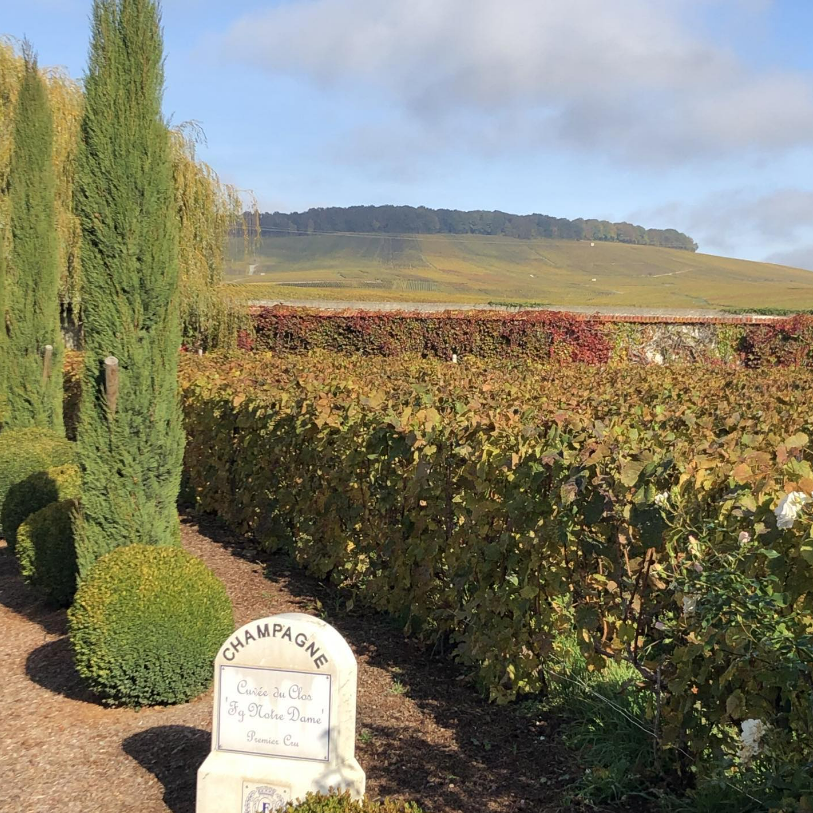 CHAMPAGNE
Cuvée du Clos
'Fg Notre Dame'
Premier Cru
F